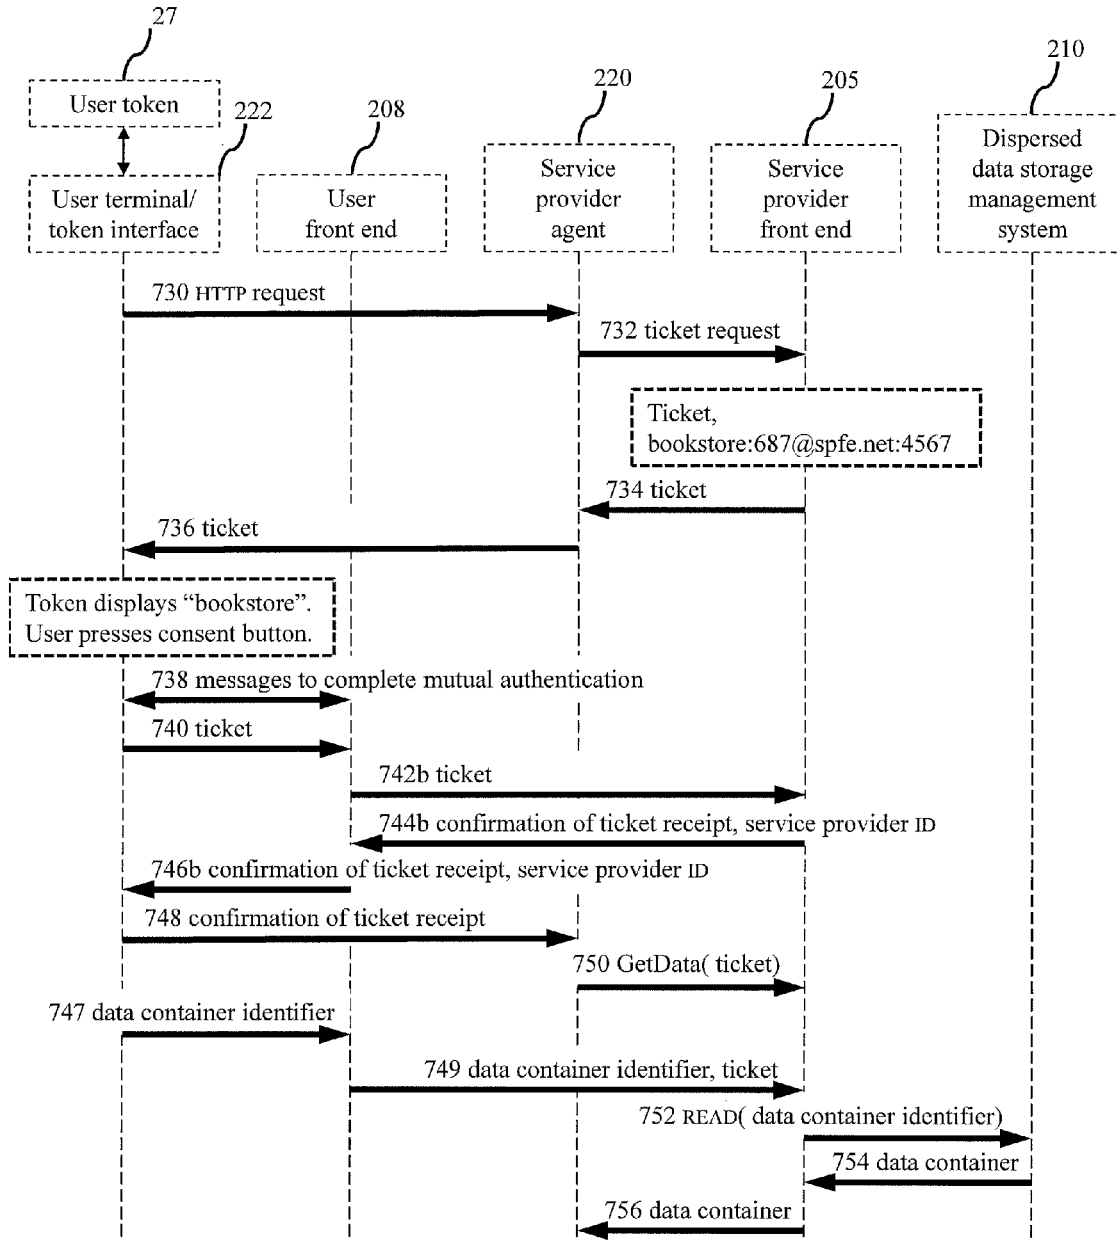 27
210
220
205
User token
222
208
Dispersed
data storage
management
system
User terminal/
token interface
User
front end
Service
provider
agent
Service
provider
front end
730 HTTP request
732 ticket request
Ticket,
bookstore:687@spfe.net:4567
734 ticket
736 ticket
Token displays “bookstore”.
User presses consent button.
738 messages to complete mutual authentication
740 ticket
742b ticket
744b confirmation of ticket receipt, service provider ID
746b confirmation of ticket receipt, service provider ID
748 confirmation of ticket receipt
750 GetData( ticket)
747 data container identifier
749 data container identifier, ticket
752 READ( data container identifier)
754 data container
756 data container